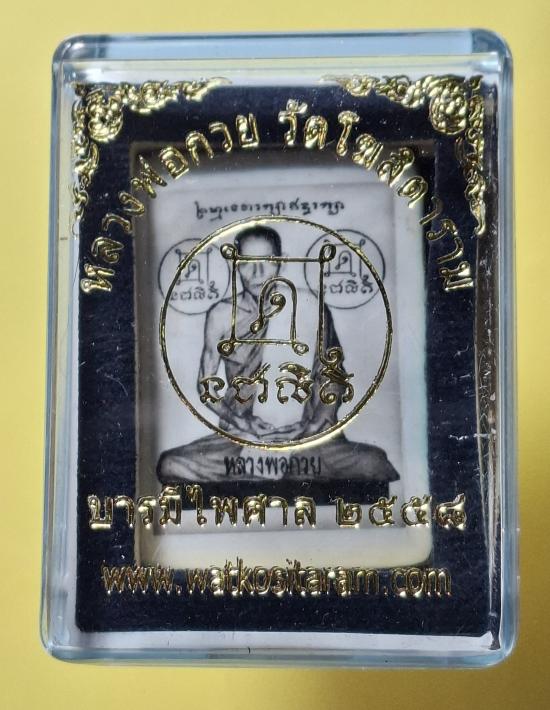 หลวงพ่อกวย วัดโฆสิตาราม
หลวงพ่อกวย
บารมีไพศาล ๒๕๕๘
www.watkositaram.com